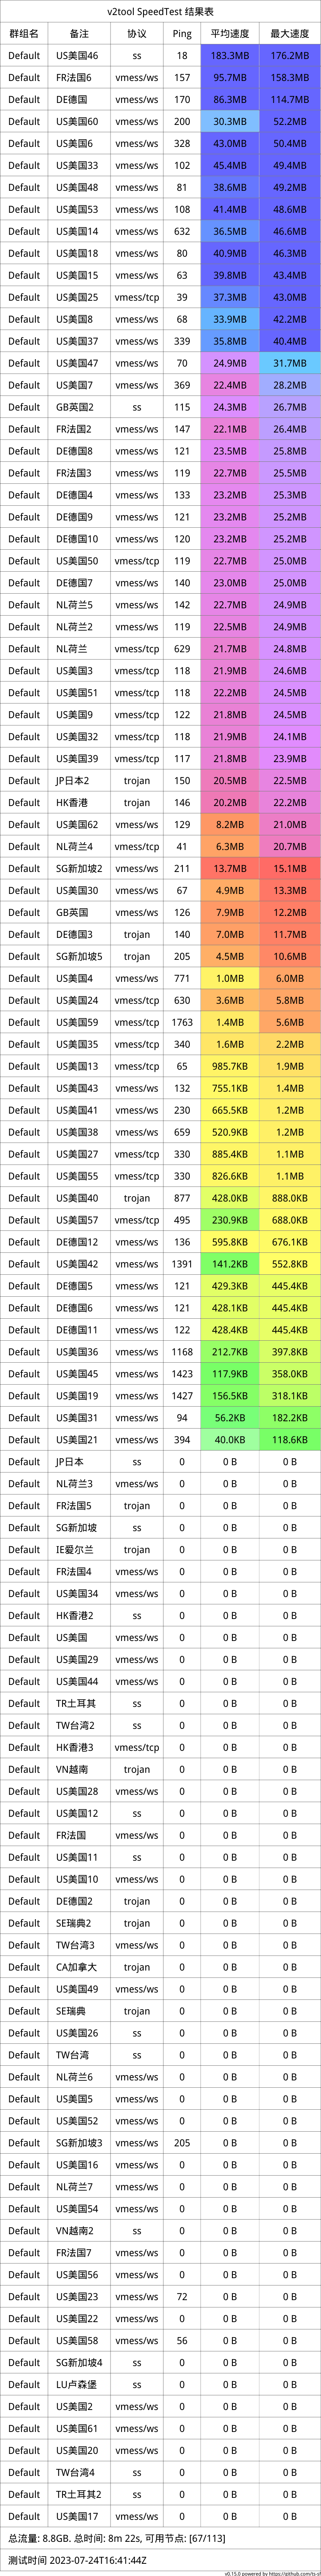 v2tool SpeedTest 结果表
群组名 备注 协议 Ping 平均速度 最大速度
Default US美国46 ss 18 183.3MB 176.2MB
Default FR法国6 vmess/ws 157 95.7MB 158.3MB
Default DE德国 vmess/ws 170 86.3MB 114.7MB
Default US美国60 vmess/ws 200 30.3MB 52.2MB
Default US美国6 vmess/ws 328 43.0MB 50.4MB
Default US美国33 vmess/ws 102 45.4MB 49.4MB
Default US美国48 vmess/ws 81 38.6MB 49.2MB
Default US美国53 vmess/ws 108 41.4MB 48.6MB
Default US美国14 vmess/ws 632 36.5MB 46.6MB
Default US美国18 vmess/ws 80 40.9MB 46.3MB
Default US美国15 vmess/ws 63 39.8MB 43.4MB
Default US美国25 vmess/tcp 39 37.3MB 43.0MB
Default US美国8 vmess/ws 68 33.9MB 42.2MB
Default US美国37 vmess/ws 339 35.8MB 40.4MB
Default US美国47 vmess/ws 70 24.9MB 31.7MB
Default US美国7 vmess/ws 369 22.4MB 28.2MB
Default GB英国2 ss 115 24.3MB 26.7MB
Default FR法国2 vmess/ws 147 22.1MB 26.4MB
Default DE德国8 vmess/ws 121 23.5MB 25.8MB
Default FR法国3 vmess/ws 119 22.7MB 25.5MB
Default DE德国4 vmess/ws 133 23.2MB 25.3MB
Default DE德国9 vmess/ws 121 23.2MB 25.2MB
Default DE德国10 vmess/ws 120 23.2MB 25.2MB
Default US美国50 vmess/tcp 119 22.7MB 25.0MB
Default DE德国7 vmess/ws 140 23.0MB 25.0MB
Default NL荷兰5 vmess/ws 142 22.7MB 24.9MB
Default NL荷兰2 vmess/ws 119 22.5MB 24.9MB
Default NL荷兰 vmess/tcp 629 21.7MB 24.8MB
Default US美国3 vmess/tcp 118 21.9MB 24.6MB
Default US美国51 vmess/tcp 118 22.2MB 24.5MB
Default US美国9 vmess/tcp 122 21.8MB 24.5MB
Default US美国32 vmess/tcp 118 21.9MB 24.1MB
Default US美国39 vmess/tcp 117 21.8MB 23.9MB
Default JP日本2 trojan 150 20.5MB 22.5MB
Default HK香港 trojan 146 20.2MB 22.2MB
Default US美国62 vmess/ws 129 8.2MB 21.0MB
Default NL荷兰4 vmess/tcp 41 6.3MB 20.7MB
Default SG新加坡2 vmess/ws 211 13.7MB 15.1MB
Default US美国30 vmess/ws 67 4.9MB 13.3MB
Default GB英国 vmess/ws 126 7.9MB 12.2MB
Default DE德国3 trojan 140 7.0MB 11.7MB
Default SG新加坡5 trojan 205 4.5MB 10.6MB
Default US美国4 vmess/ws 771 1.0MB 6.0MB
Default US美国24 vmess/tcp 630 3.6MB 5.8MB
Default US美国59 vmess/tcp 1763 1.4MB 5.6MB
Default US美国35 vmess/tcp 340 1.6MB 2.2MB
Default US美国13 vmess/tcp 65 985.7KB 1.9MB
Default US美国43 vmess/ws 132 755.1KB 1.4MB
Default US美国41 vmess/ws 230 665.5KB 1.2MB
Default US美国38 vmess/ws 659 520.9KB 1.2MB
Default US美国27 vmess/tcp 330 885.4KB 1.1MB
Default US美国55 vmess/tcp 330 826.6KB 1.1MB
Default US美国40 trojan 877 428.0KB 888.0KB
Default US美国57 vmess/tcp 495 230.9KB 688.0KB
Default DE德国12 vmess/ws 136 595.8KB 676.1KB
Default US美国42 vmess/ws 1391 141.2KB 552.8KB
Default DE德国5 vmess/ws 121 429.3KB 445.4KB
Default DE德国6 vmess/ws 121 428.1KB 445.4KB
Default DE德国11 vmess/ws 122 428.4KB 445.4KB
Default US美国36 vmess/ws 1168 212.7KB 397.8KB
Default US美国45 vmess/ws 1423 117.9KB 358.0KB
Default US美国19 vmess/ws 1427 156.5KB 318.1KB
Default US美国31 vmess/ws 94 56.2KB 182.2KB
Default US美国21 vmess/ws 394 40.0KB 118.6KB
Default JP日本 ss 0 0 B 0 B
Default NL荷兰3 vmess/ws 0 0 B 0 B
Default FR法国5 trojan 0 0 B 0 B
Default SG新加坡 ss 0 0 B 0 B
Default IE爱尔兰 trojan 0 0 B 0 B
Default FR法国4 vmess/ws 0 0 B 0 B
Default US美国34 vmess/ws 0 0 B 0 B
Default HK香港2 ss 0 0 B 0 B
Default US美国 vmess/ws 0 0 B 0 B
Default US美国29 vmess/ws 0 0 B 0 B
Default US美国44 vmess/ws 0 0 B 0 B
Default TR土耳其 ss 0 0 B 0 B
Default TW台湾2 ss 0 0 B 0 B
Default HK香港3 vmess/tcp 0 0 B 0 B
Default VN越南 trojan 0 0 B 0 B
Default US美国28 vmess/ws 0 0 B 0 B
Default US美国12 ss 0 0 B 0 B
Default FR法国 vmess/ws 0 0 B 0 B
Default US美国11 ss 0 0 B 0 B
Default US美国10 vmess/ws 0 0 B 0 B
Default DE德国2 trojan 0 0 B 0 B
Default SE瑞典2 trojan 0 0 B 0 B
Default TW台湾3 vmess/ws 0 0 B 0 B
Default CA加拿大 trojan 0 0 B 0 B
Default US美国49 vmess/ws 0 0 B 0 B
Default SE瑞典 trojan 0 0 B 0 B
Default US美国26 ss 0 0 B 0 B
Default TW台湾 ss 0 0 B 0 B
Default NL荷兰6 vmess/ws 0 0 B 0 B
Default US美国5 vmess/ws 0 0 B 0 B
Default US美国52 vmess/ws 0 0 B 0 B
Default SG新加坡3 vmess/ws 205 0 B 0 B
Default US美国16 vmess/ws 0 0 B 0 B
Default NL荷兰7 vmess/ws 0 0 B 0 B
Default US美国54 vmess/ws 0 0 B 0 B
Default VN越南2 ss 0 0 B 0 B
Default FR法国7 vmess/ws 0 0 B 0 B
Default US美国56 vmess/ws 0 0 B 0 B
Default US美国23 vmess/ws 72 0 B 0 B
Default US美国22 vmess/ws 0 0 B 0 B
Default US美国58 vmess/ws 56 0 B 0 B
Default SG新加坡4 ss 0 0 B 0 B
Default LU卢森堡 ss 0 0 B 0 B
Default US美国2 vmess/ws 0 0 B 0 B
Default US美国61 vmess/ws 0 0 B 0 B
Default US美国20 vmess/ws 0 0 B 0 B
Default TW台湾4 ss 0 0 B 0 B
Default TR土耳其2 ss 0 0 B 0 B
Default US美国17 vmess/ws 0 0 B 0 B
总流量: 8.8GB. 总时间: 8m 22s, 可用节点: [67/113]
测试时间 2023-07-24T16:41:44Z
v0.15.0 powered by https://github.com/ts-sf